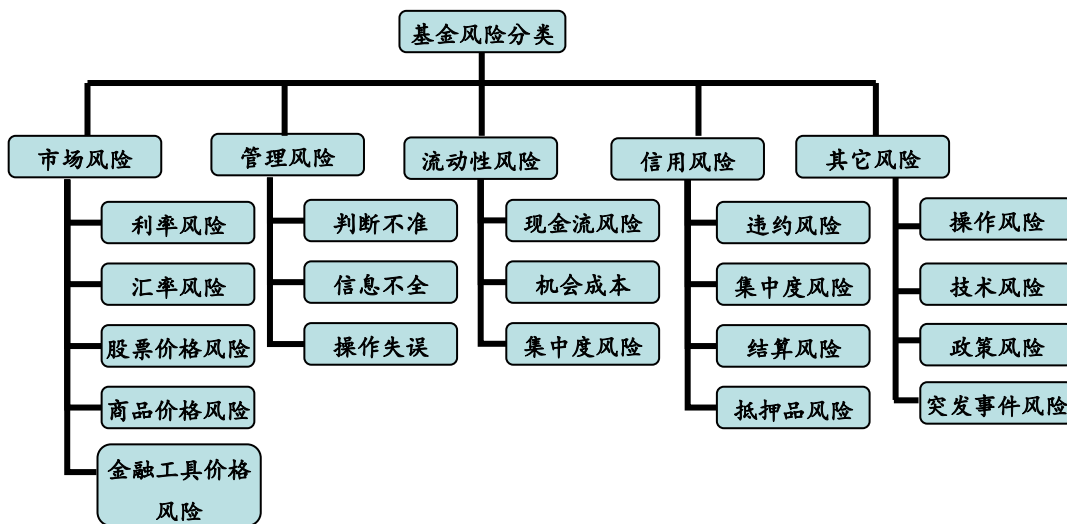 基金风险分类
市场风险
管理风险
流动性风险
信用风险
其它风险
利率风险
汇率风险
股票价格风险
商品价格风险
金融工具价格
风险
判断不准
信息不全
操作失误
现金流风险
机会成本
集中度风险
违约风险
集中度风险
结算风险
抵押品风险
操作风险
技术风险
政策风险
突发事件风险